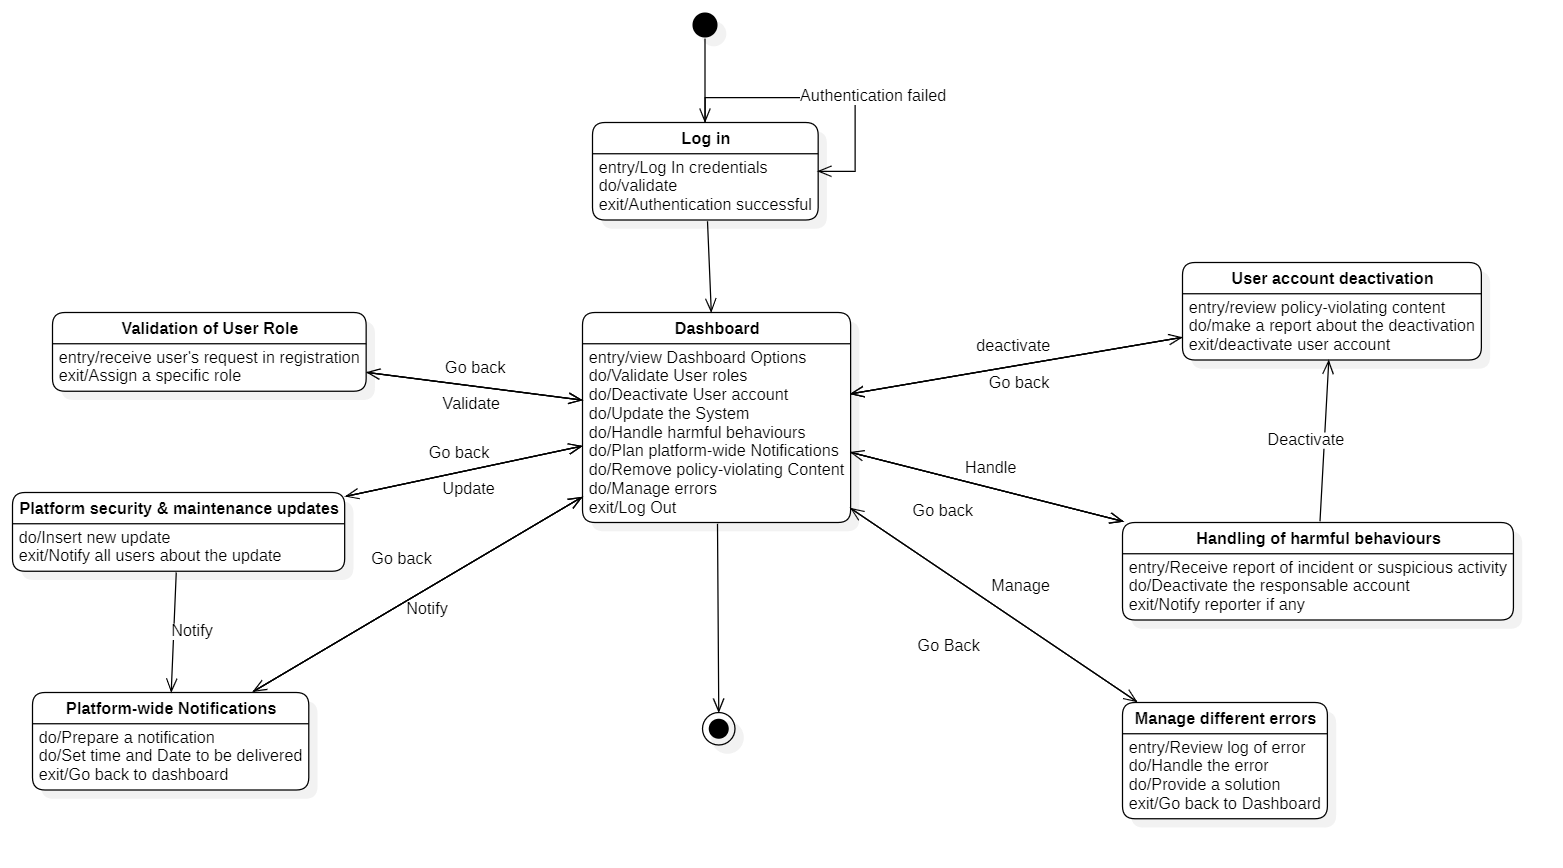 Authentication failed
Log in
entry/Log In credentials
do/validate
exit/Authentication successful
User account deactivation
entry/review policy-violating content
do/make a report about the deactivation
exit/deactivate user account
Validation of User Role
entry/receive user's request in registration
exit/Assign a specific role
Dashboard
entry/view Dashboard Options
do/Validate User roles
do/Deactivate User account
do/Update the System
do/Handle harmful behaviours
do/Plan platform-wide Notifications
do/Remove policy-violating Content
do/Manage errors
exit/Log Out
deactivate
Go back
Go back
Validate
Go back
Update
Deactivate
Handle
Go back
Platform security & maintenance updates
do/Insert new update
exit/Notify all users about the update
Handling of harmful behaviours
entry/Receive report of incident or suspicious activity
do/Deactivate the responsable account
exit/Notify reporter if any
Go back
Notify
Manage
Go Back
Notify
Platform-wide Notifications
do/Prepare a notification
do/Set time and Date to be delivered
exit/Go back to dashboard
Manage different errors
entry/Review log of error
do/Handle the error
do/Provide a solution
exit/Go back to Dashboard